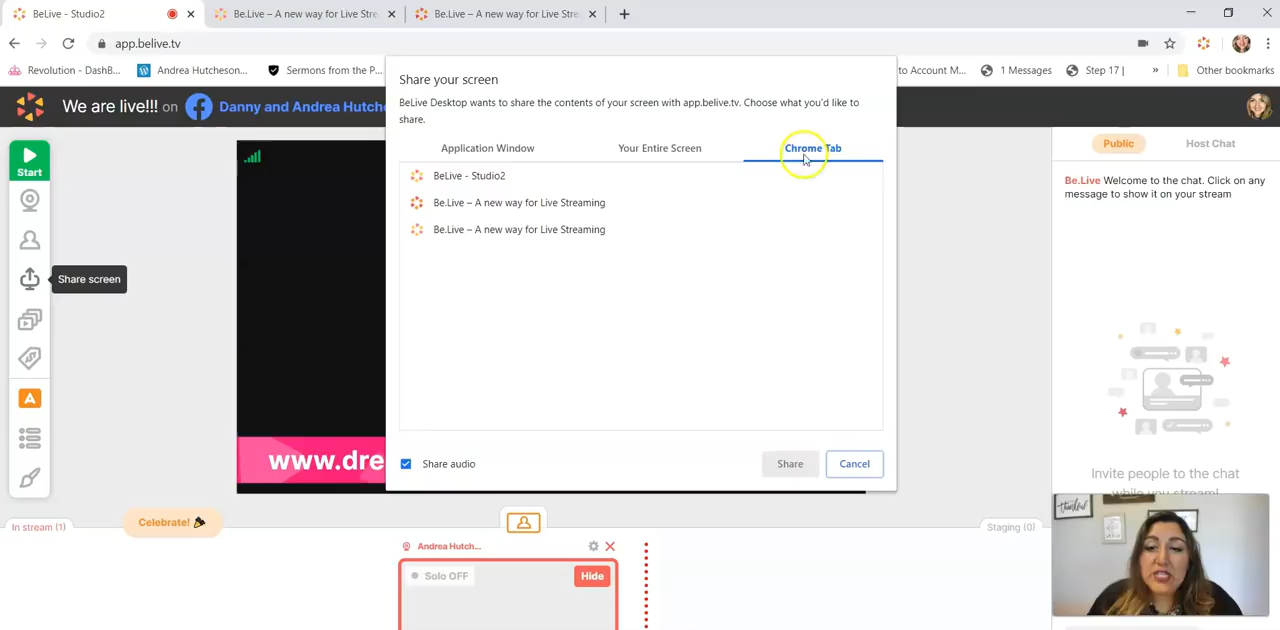 BeLive - Studio2
Be.Live – A new way for Live Stre
Be.Live – A new way for Live Stre
app.belive.tv
Revolution - DashB...
Andrea Hutcheson...
Sermons from the P...
to Account M...
1 Messages
Step 17 |
»
Other bookmarks
We are live!!! on
Danny and Andrea Hutche
Share your screen
BeLive Desktop wants to share the contents of your screen with app.belive.tv. Choose what you'd like to
share.
Application Window
Your Entire Screen
Chrome Tab
BeLive - Studio2
Be.Live – A new way for Live Streaming
Be.Live – A new way for Live Streaming
Share audio
Share
Cancel
Start
Share screen
A
www.dre
Public
Host Chat
Be.Live Welcome to the chat. Click on any
message to show it on your stream
Invite people to the chat
while you stream!
In stream (1)
Celebrate!
Staging (0)
Andrea Hutch...
Solo OFF
Hide
thankful